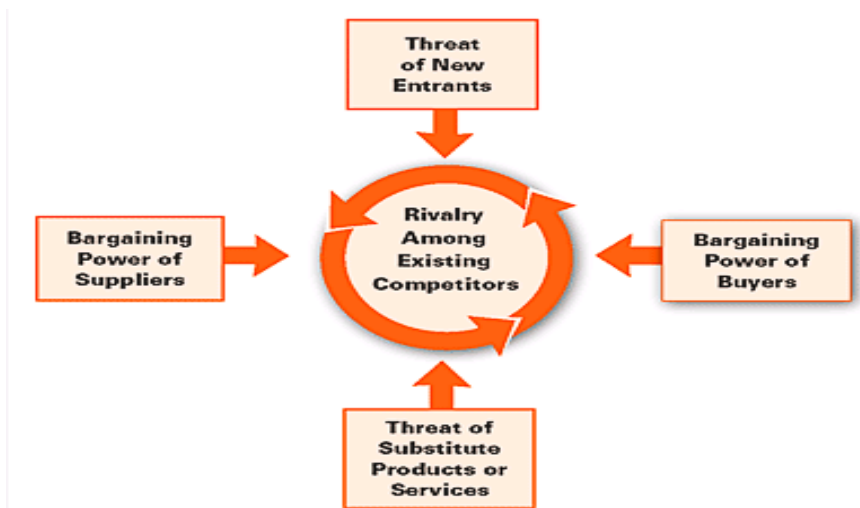 Threat
of New
Entrants
Bargaining
Power of
Suppliers
Rivalry
Among
Existing
Competitors
Bargaining
Power of
Buyers
Threat of
Substitute
Products or
Services